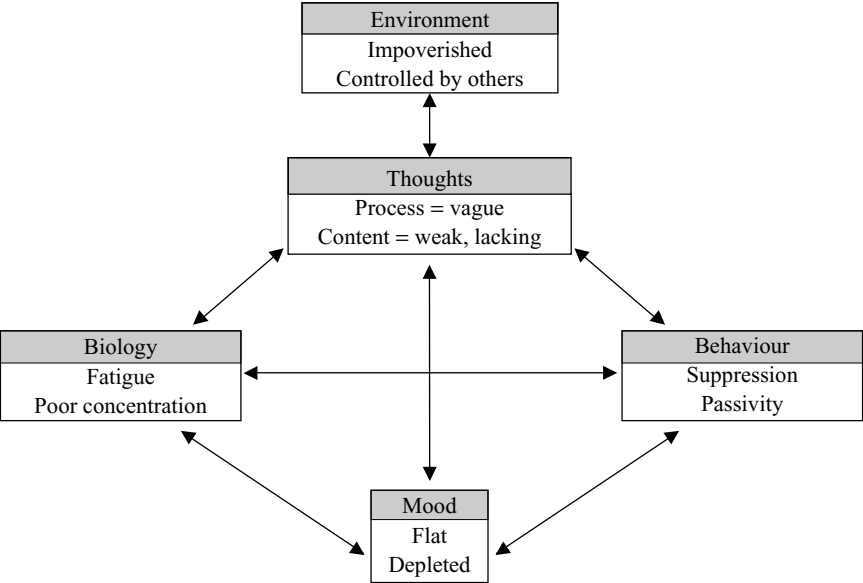 Environment
Impoverished
Controlled by others
Thoughts
Process = vague
Content = weak, lacking
Biology
Fatigue
Poor concentration
Behaviour
Suppression
Passivity
Mood
Flat
Depleted